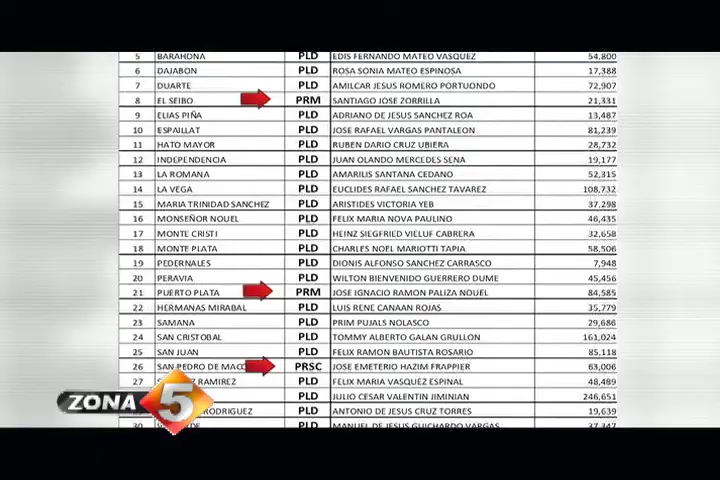 5 BARAHONA PLD EDIS FERNANDO MATEO VASQUEZ 54,800
6 DAJABON PLD ROSA SONIA MATEO ESPINOSA 17,388
7 DUARTE PLD AMILCAR JESUS ROMERO PORTUONDO 72,907
8 EL SEIBO PRM SANTIAGO JOSE ZORRILLA 21,331
9 ELIAS PIÑA PLD ADRIANO DE JESUS SANCHEZ ROA 13,487
10 ESPAILLAT PLD JOSE RAFAEL VARGAS PANTALEON 81,239
11 HATO MAYOR PLD RUBEN DARIO CRUZ UBIERA 28,732
12 INDEPENDENCIA PLD JUAN OLANDO MERCEDES SENA 19,177
13 LA ROMANA PLD AMARILIS SANTANA CEDANO 52,315
14 LA VEGA PLD EUCLIDES RAFAEL SANCHEZ TAVAREZ 108,732
15 MARIA TRINIDAD SANCHEZ PLD ARISTIDES VICTORIA YEB 37,298
16 MONSEÑOR NOUEL PLD FELIX MARIA NOVA PAULINO 46,435
17 MONTE CRISTI PLD HEINZ SIEGFRIED VIELUF CABRERA 32,658
18 MONTE PLATA PLD CHARLES NOEL MARIOTTI TAPIA 58,506
19 PEDERNALES PLD DIONIS ALFONSO SANCHEZ CARRASCO 7,948
20 PERAVIA PLD WILTON BIENVENIDO GUERRERO DUME 45,456
21 PUERTO PLATA PRM JOSE IGNACIO RAMON PALIZA NOUEL 84,585
22 HERMANAS MIRABAL PLD LUIS RENE CANAAN ROJAS 35,779
23 SAMANA PLD PRIM PUJALS NOLASCO 29,686
24 SAN CRISTOBAL PLD TOMMY ALBERTO GALAN GRULLON 161,024
25 SAN JUAN PLD FELIX RAMON BAUTISTA ROSARIO 85,118
26 SAN PEDRO DE MACO PRSC JOSE EMETERIO HAZIM FRAPPIER 63,006
27 RAMIREZ PLD FELIX MARIA VASQUEZ ESPINAL 48,489
PLD JULIO CESAR VALENTIN JIMINIAN 246,651
RODRIGUEZ PLD ANTONIO DE JESUS CRUZ TORRES 19,639
30 PLD MANUEL DE JESUS GUICHARDO VARGAS 37,347
ZONA 5